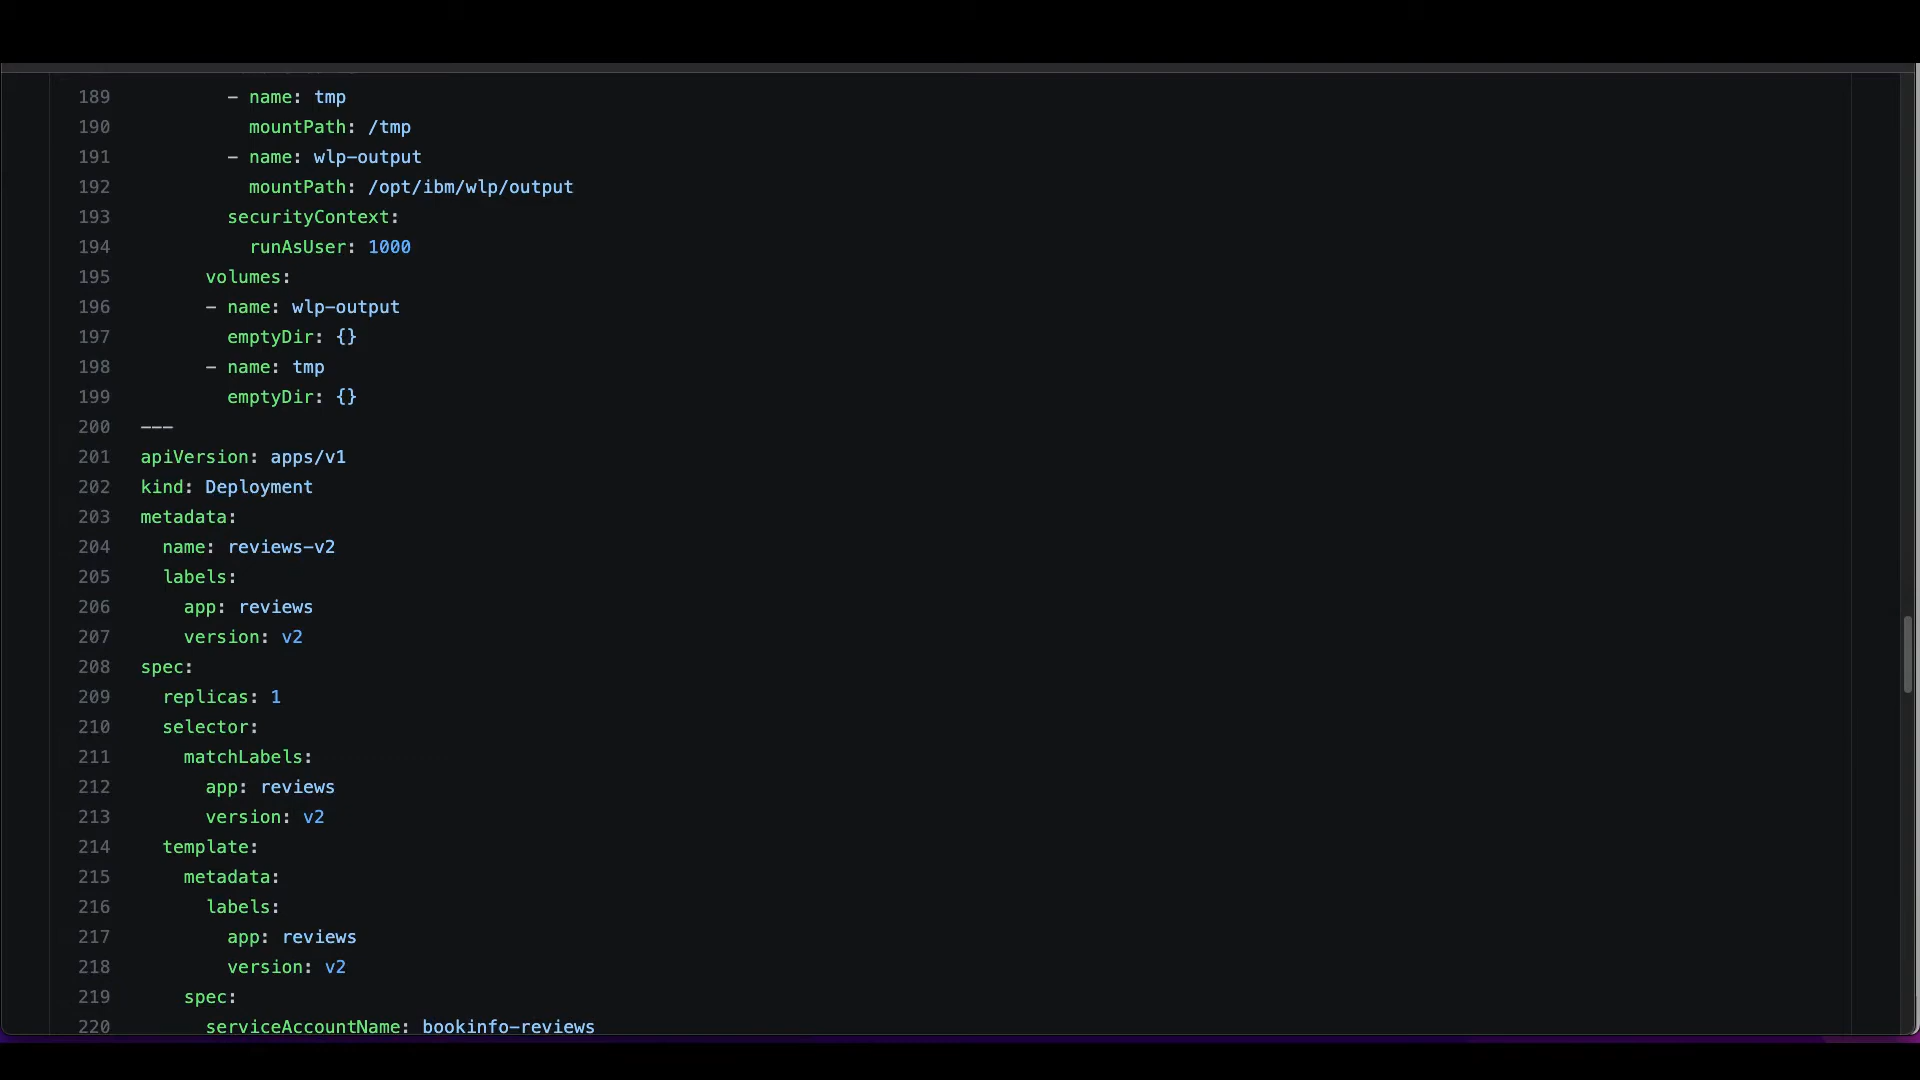 189 - name: tmp
190 mountPath: /tmp
191 - name: wlp-output
192 mountPath: /opt/ibm/wlp/output
193 securityContext:
194 runAsUser: 1000
195 volumes:
196 - name: wlp-output
197 emptyDir: {}
198 - name: tmp
199 emptyDir: {}
200 ---
201 apiVersion: apps/v1
202 kind: Deployment
203 metadata:
204 name: reviews-v2
205 labels:
206 app: reviews
207 version: v2
208 spec:
209 replicas: 1
210 selector:
211 matchLabels:
212 app: reviews
213 version: v2
214 template:
215 metadata:
216 labels:
217 app: reviews
218 version: v2
219 spec:
220 serviceAccountName: bookinfo-reviews